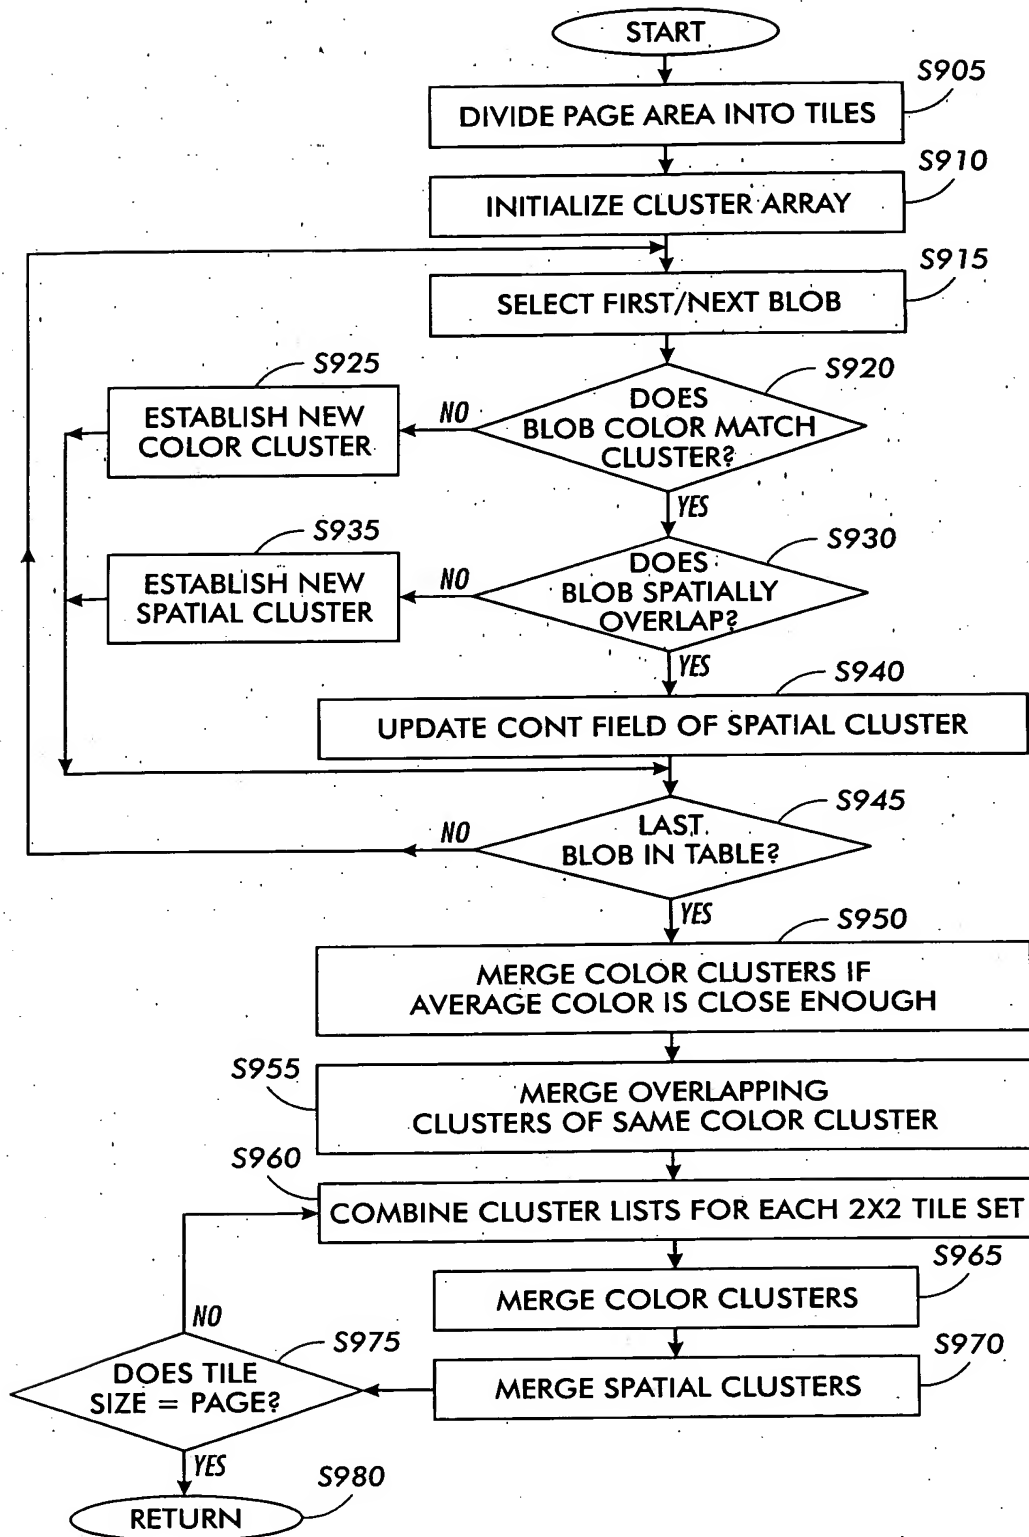 START
S905
DIVIDE PAGE AREA INTO TILES
S910
INITIALIZE CLUSTER ARRAY
S915
SELECT FIRST/NEXT BLOB
S920
DOES
BLOB COLOR MATCH
CLUSTER?
NO
S925
ESTABLISH NEW
COLOR CLUSTER
YES
S930
DOES
BLOB SPATIALLY
OVERLAP?
NO
S935
ESTABLISH NEW
SPATIAL CLUSTER
YES
S940
UPDATE CONT FIELD OF SPATIAL CLUSTER
S945
LAST
BLOB IN TABLE?
NO
YES
S950
MERGE COLOR CLUSTERS IF
AVERAGE COLOR IS CLOSE ENOUGH
S955
MERGE OVERLAPPING
CLUSTERS OF SAME COLOR CLUSTER
S960
COMBINE CLUSTER LISTS FOR EACH 2X2 TILE SET
S965
MERGE COLOR CLUSTERS
S970
MERGE SPATIAL CLUSTERS
S975
DOES TILE
SIZE = PAGE?
NO
YES
S980
RETURN